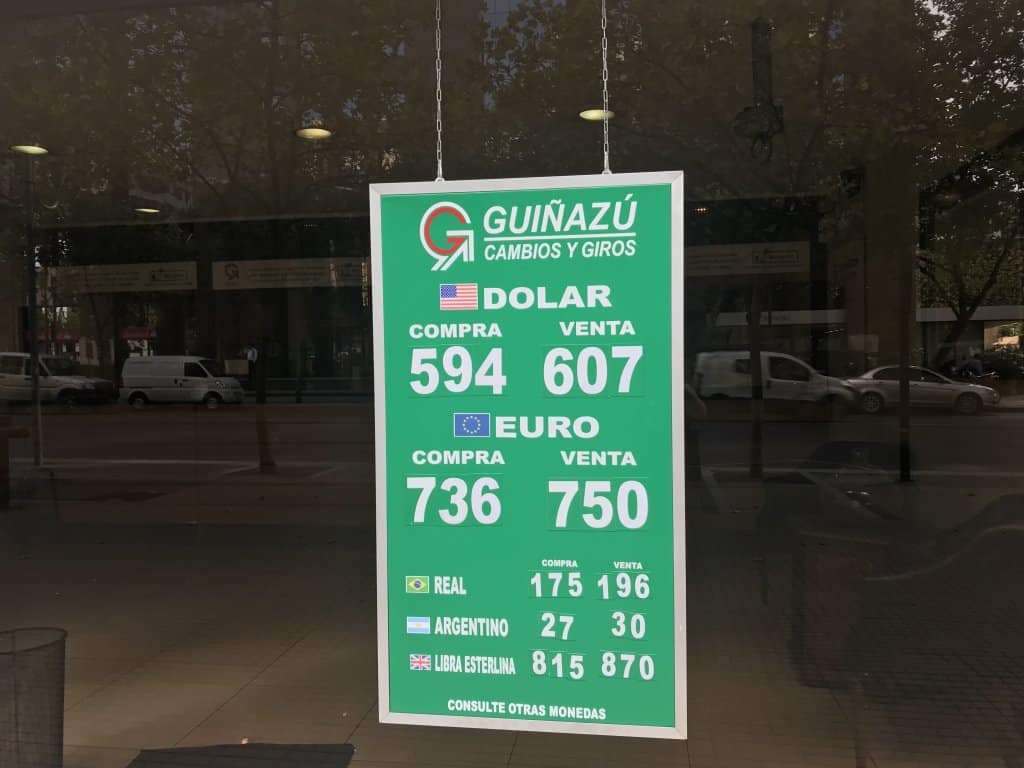 GUIÑAZÚ
CAMBIOS Y GIROS
DOLAR
COMPRA VENTA
594 607
EURO
COMPRA VENTA
736 750
COMPRA VENTA
REAL 175 196
ARGENTINO 27 30
LIBRA ESTERLINA 815 870
CONSULTE OTRAS MONEDAS